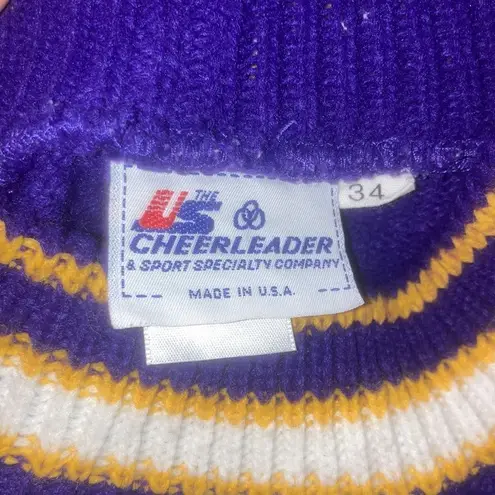 THE
US
CHEERLEADER
& SPORT SPECIALTY COMPANY
MADE IN U.S.A.
34